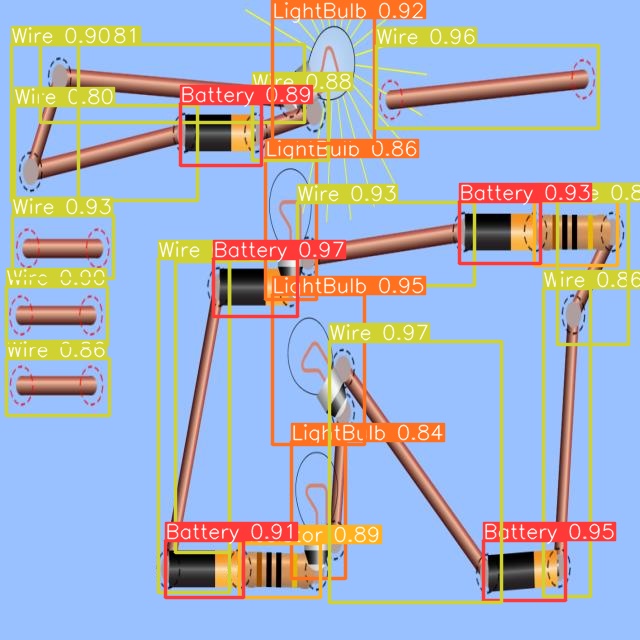 LightBulb 0.92
Wire 0.9081
Wire 0.96
Wire 0.88
Wire 0.80
Battery 0.89
LightBulb 0.86
Wire 0.93
Battery 0.93
e 0.8
Wire 0.93
Wire
Battery 0.97
Wire 0.90
LightBulb 0.95
Wire 0.86
Wire 0.97
Wire 0.86
LightBulb 0.84
Battery 0.91
or 0.89
Battery 0.95